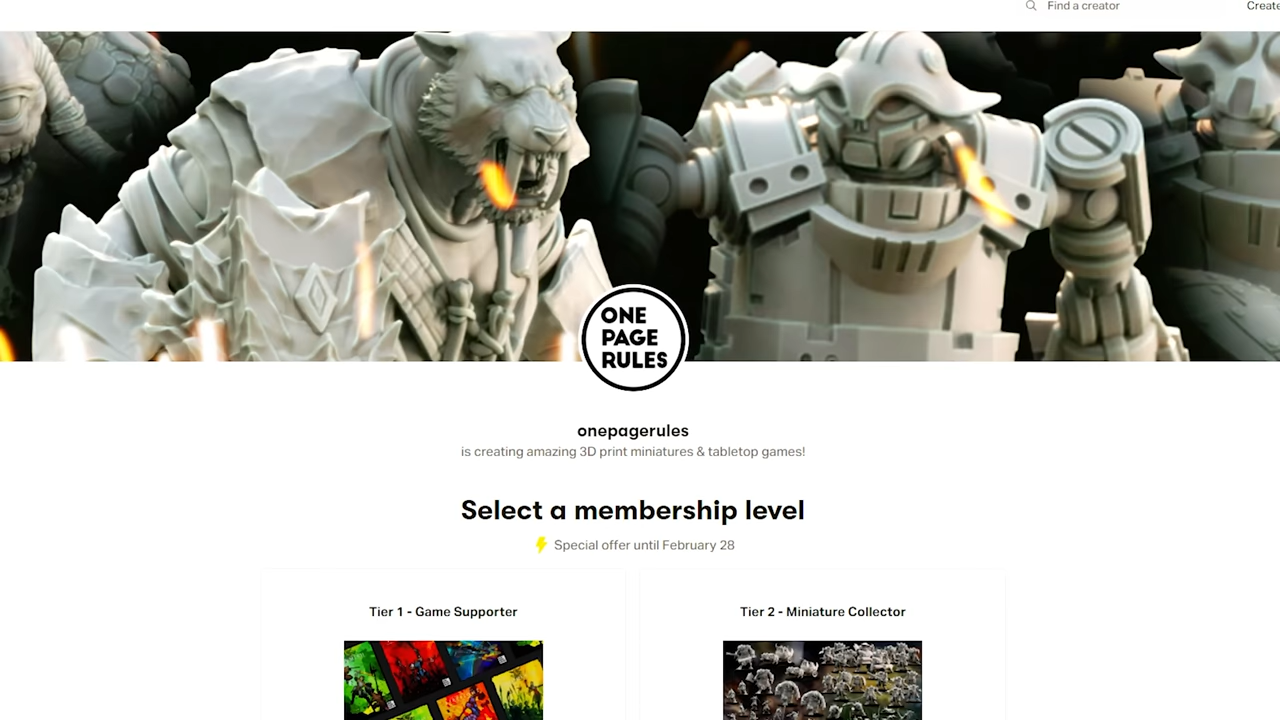 Find a creator
Create
ONE
PAGE
RULES
onepagerules
is creating amazing 3D print miniatures & tabletop games!
Select a membership level
Special offer until February 28
Tier 1 - Game Supporter
Tier 2 - Miniature Collector